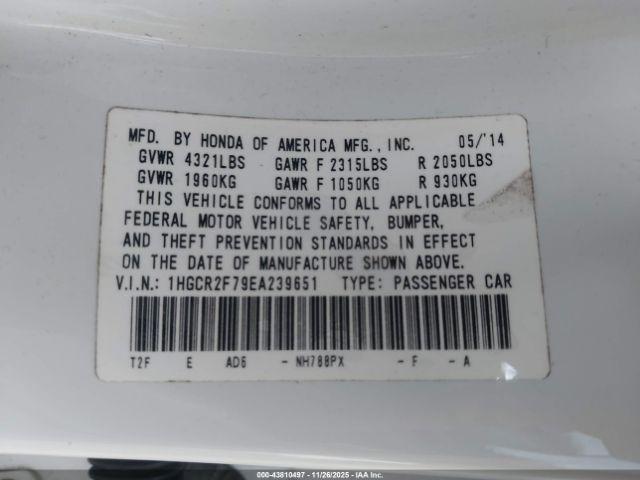 MFD. BY HONDA OF AMERICA MFG., INC. 05/'14
GVWR 4321LBS GAWR F 2315LBS R 2050LBS
GVWR 1960KG GAWR F 1050KG R 930KG
THIS VEHICLE CONFORMS TO ALL APPLICABLE
FEDERAL MOTOR VEHICLE SAFETY, BUMPER,
AND THEFT PREVENTION STANDARDS IN EFFECT
ON THE DATE OF MANUFACTURE SHOWN ABOVE.
V.I.N.: 1HGCR2F79EA239651 TYPE: PASSENGER CAR
T2F E AD6 - NH788PX - F - A
000-43810497 - 11/26/2025 - IAA Inc.